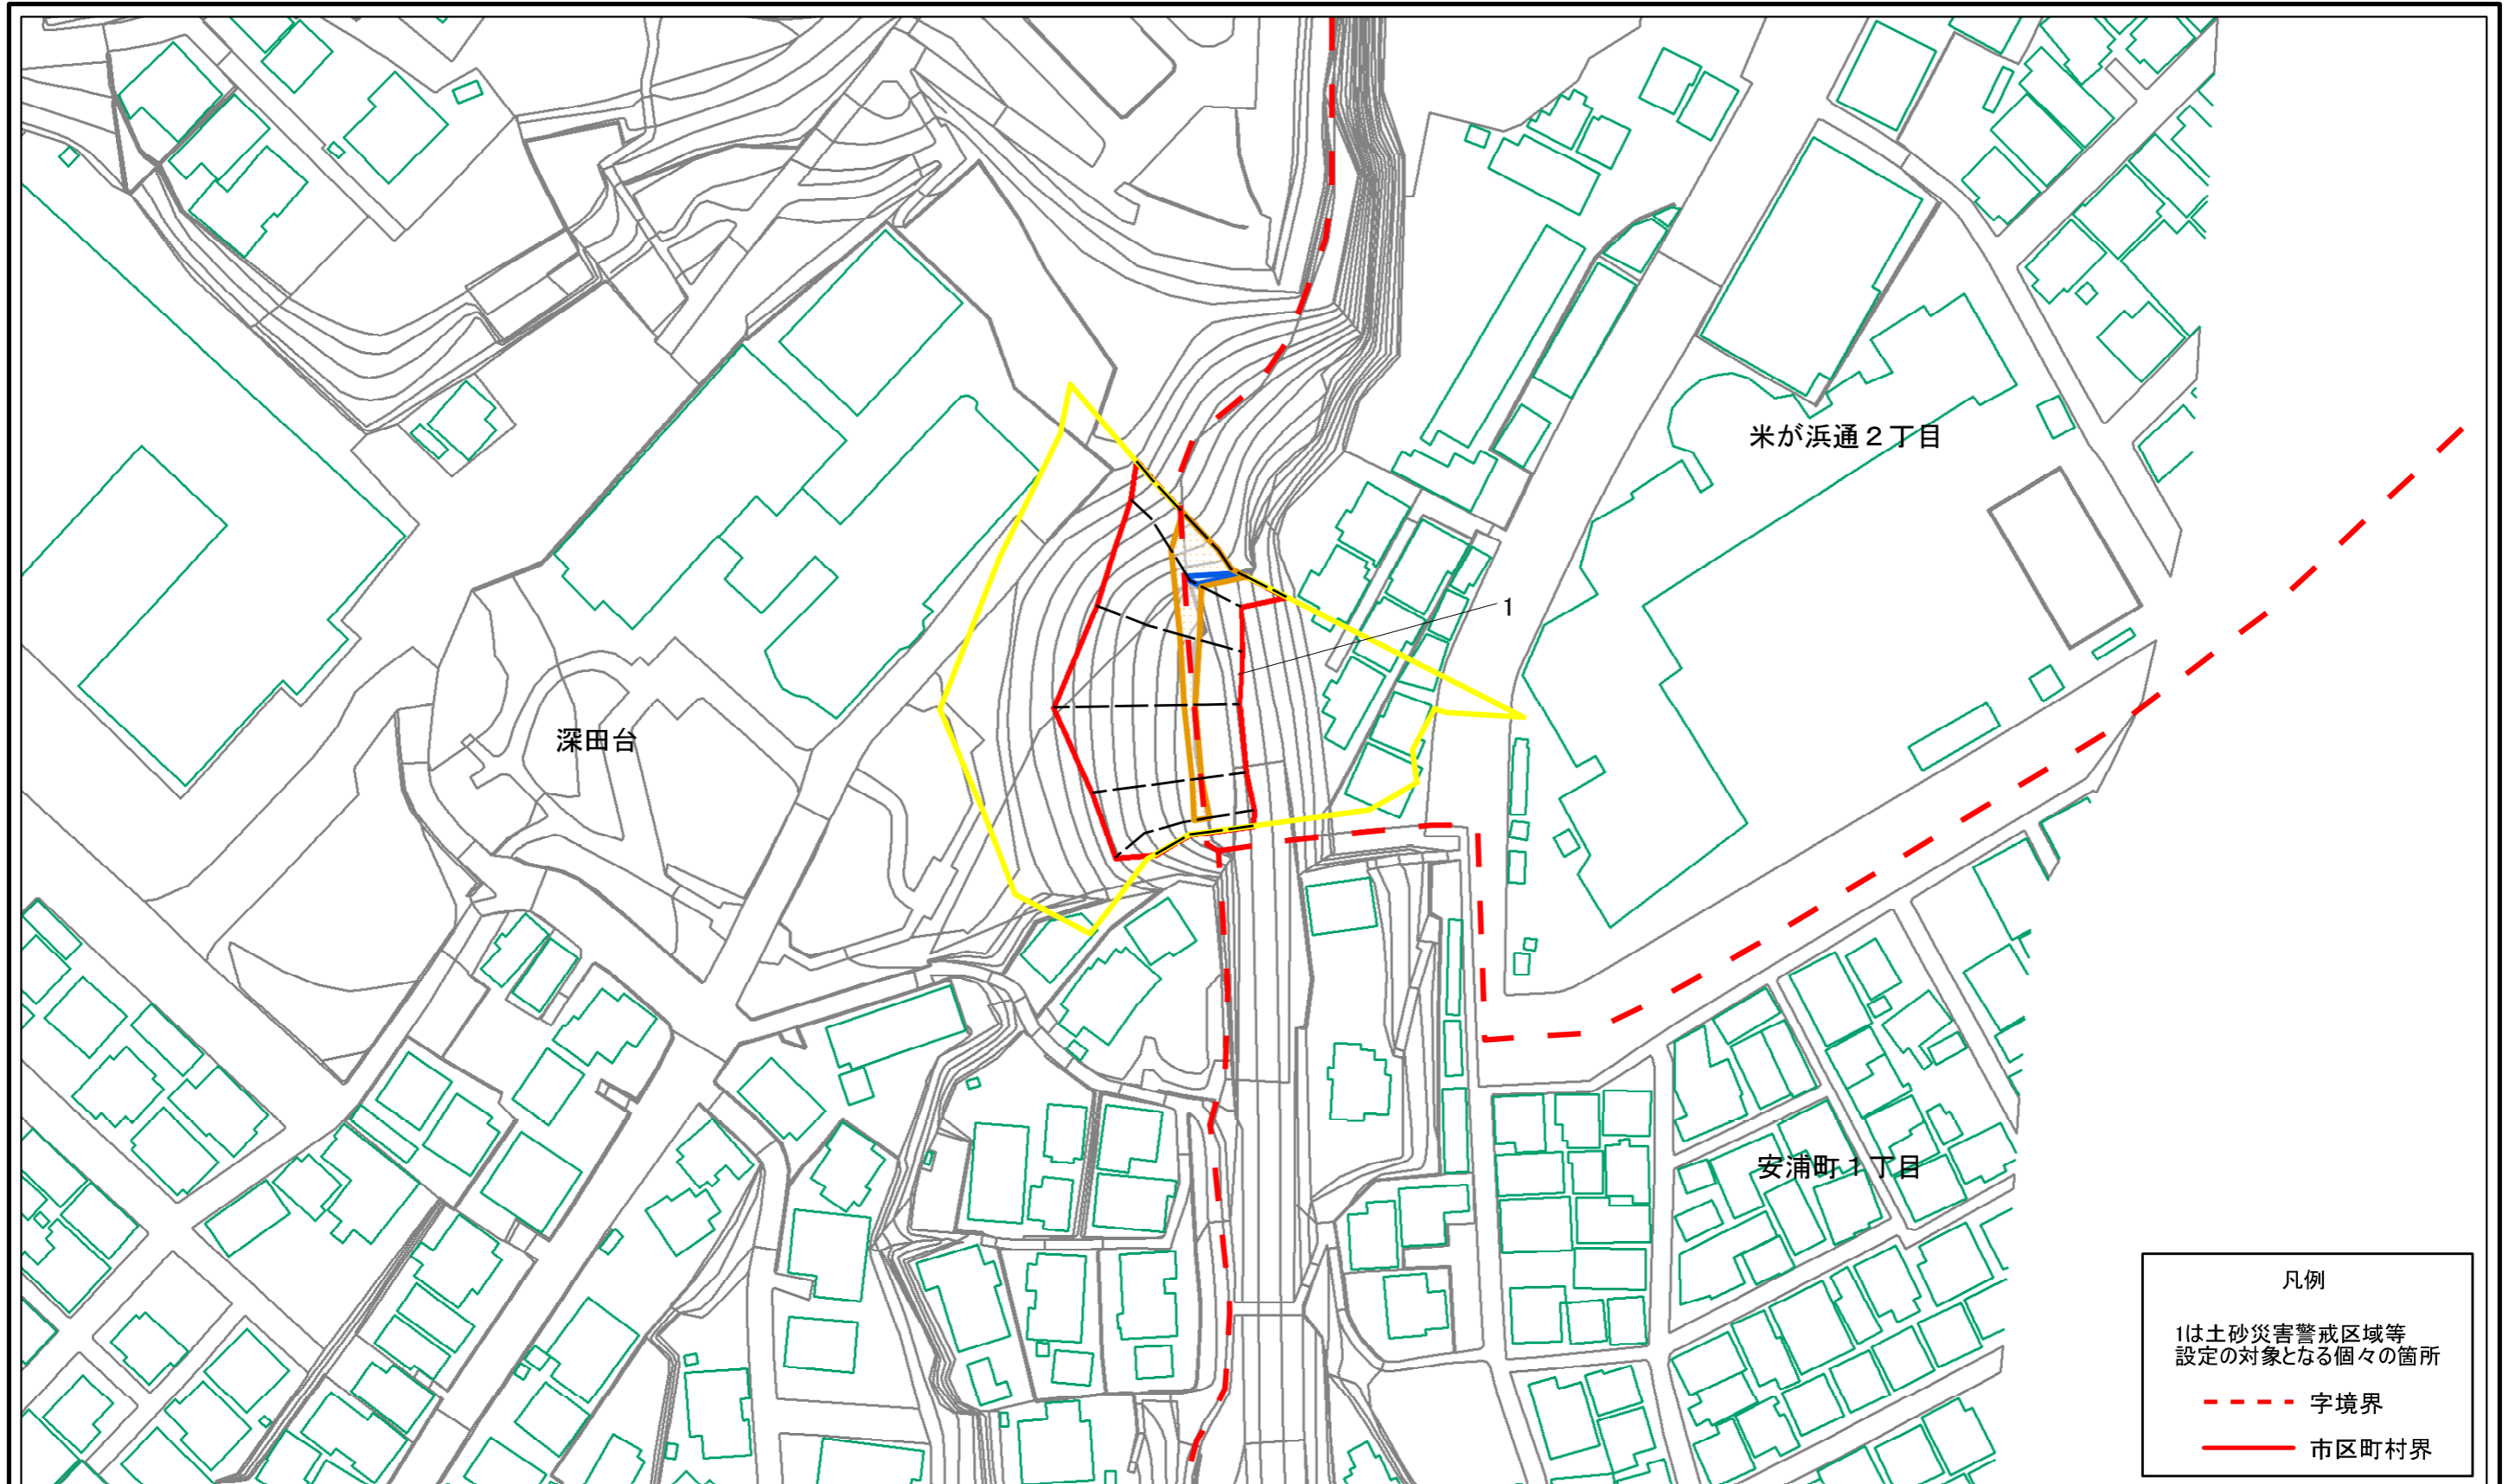 米が浜通２丁目
1
深田台
安浦町１丁目
凡例
1は土砂災害警戒区域等
設定の対象となる個々の箇所
字境界
市区町村界